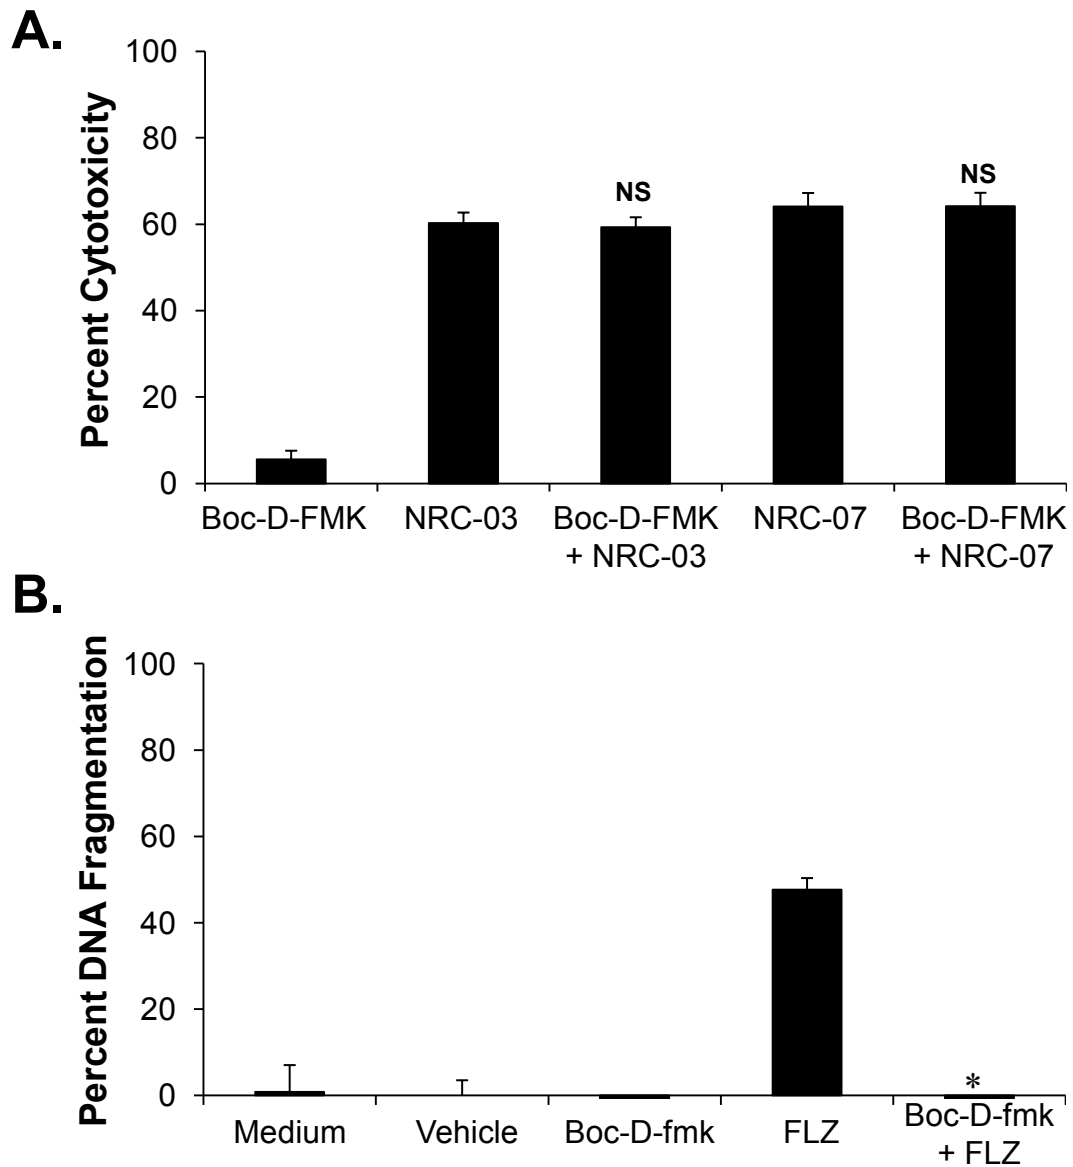 A.
Percent Cytotoxicity
100
80
60
40
20
0
NS
NS
Boc-D-FMK
NRC-03
Boc-D-FMK
+ NRC-03
NRC-07
Boc-D-FMK
+ NRC-07
B.
Percent DNA Fragmentation
100
80
60
40
20
0
*
Medium
Vehicle
Boc-D-fmk
FLZ
Boc-D-fmk
+ FLZ